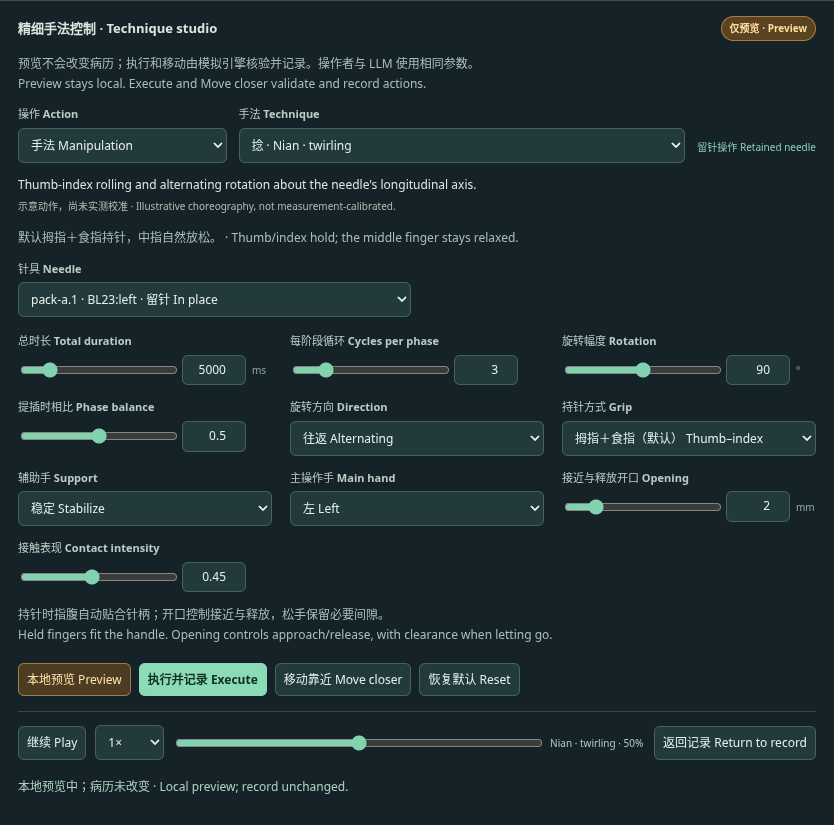 精细手法控制 · Technique studio
仅预览 · Preview
预览不会改变病历；执行和移动由模拟引擎核验并记录。操作者与 LLM 使用相同参数。
Preview stays local. Execute and Move closer validate and record actions.
操作 Action
手法 Technique
手法 Manipulation
捻 · Nian · twirling
留针操作 Retained needle
Thumb-index rolling and alternating rotation about the needle's longitudinal axis.
示意动作，尚未实测校准 · Illustrative choreography, not measurement-calibrated.
默认拇指＋食指持针，中指自然放松。 · Thumb/index hold; the middle finger stays relaxed.
针具 Needle
pack-a.1 · BL23:left · 留针 In place
总时长 Total duration
每阶段循环 Cycles per phase
旋转幅度 Rotation
5000 ms
3
90 °
提插时相比 Phase balance
旋转方向 Direction
持针方式 Grip
0.5
往返 Alternating
拇指＋食指（默认） Thumb–index
辅助手 Support
主操作手 Main hand
接近与释放开口 Opening
稳定 Stabilize
左 Left
2 mm
接触表现 Contact intensity
0.45
持针时指腹自动贴合针柄；开口控制接近与释放，松手保留必要间隙。
Held fingers fit the handle. Opening controls approach/release, with clearance when letting go.
本地预览 Preview
执行并记录 Execute
移动靠近 Move closer
恢复默认 Reset
继续 Play
1×
Nian · twirling · 50%
返回记录 Return to record
本地预览中；病历未改变 · Local preview; record unchanged.